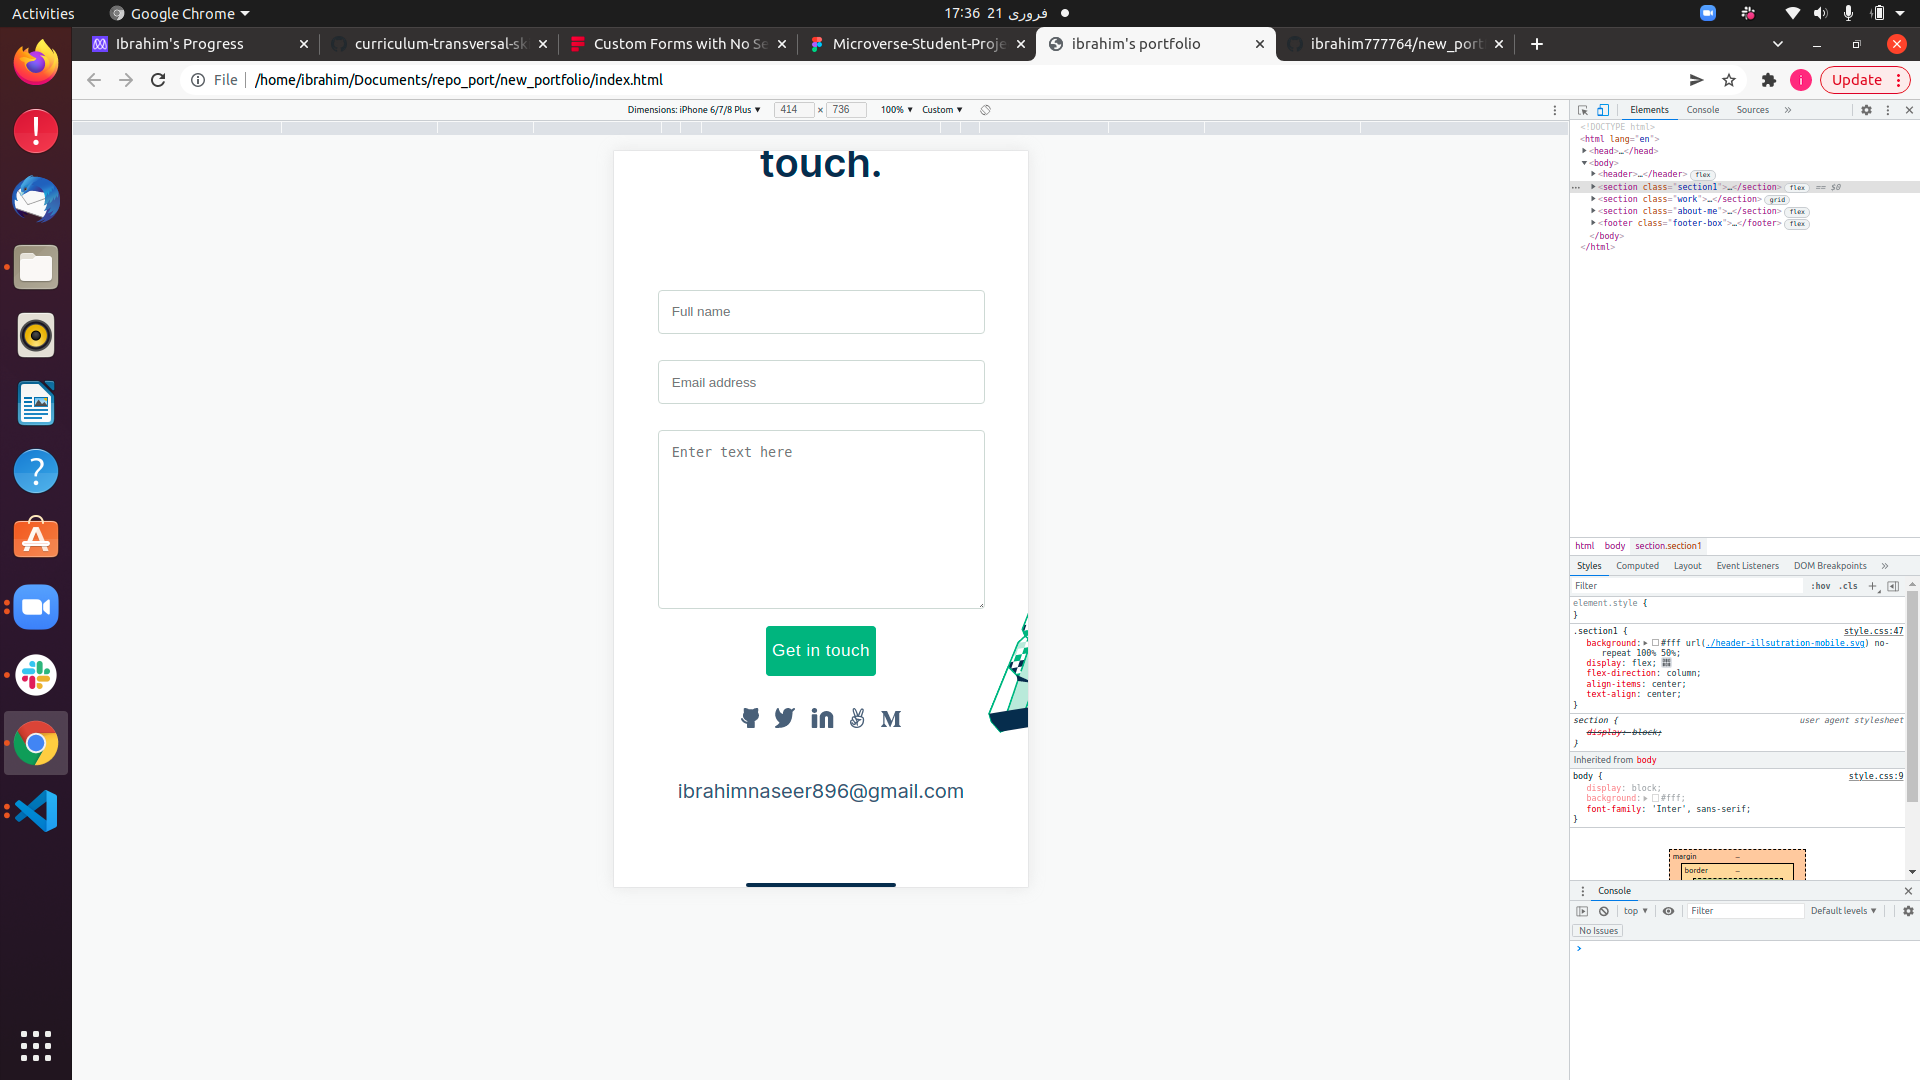 Activities
Google Chrome
17:36  21 فروری
Ibrahim's Progress
curriculum-transversal-sk
Custom Forms with No Se
Microverse-Student-Proje
ibrahim's portfolio
ibrahim777764/new_port
File
/home/ibrahim/Documents/repo_port/new_portfolio/index.html
i
Update
Dimensions: iPhone 6/7/8 Plus ▼ 414 × 736 100% ▼ Custom ▼
touch.
Full name
Email address
Enter text here
Get in touch
ibrahimnaseer896@gmail.com
Elements Console Sources »
<!DOCTYPE html>
<html lang="en">
<head>…</head>
<body>
<header>…</header> flex
<section class="section1">…</section> flex == $0
<section class="work">…</section> grid
<section class="about-me">…</section> flex
<footer class="footer-box">…</footer> flex
</body>
</html>
html body section.section1
Styles Computed Layout Event Listeners DOM Breakpoints »
Filter :hov .cls +
element.style {
}
.section1 { style.css:47
background: #fff url(./header-illsutration-mobile.svg) no-
repeat 100% 50%;
display: flex;
flex-direction: column;
align-items: center;
text-align: center;
}
section { user agent stylesheet
display: block;
}
Inherited from body
body { style.css:9
display: block;
background: #fff;
font-family: 'Inter', sans-serif;
}
margin –
border –
Console
top ▼ Filter Default levels ▼
No Issues